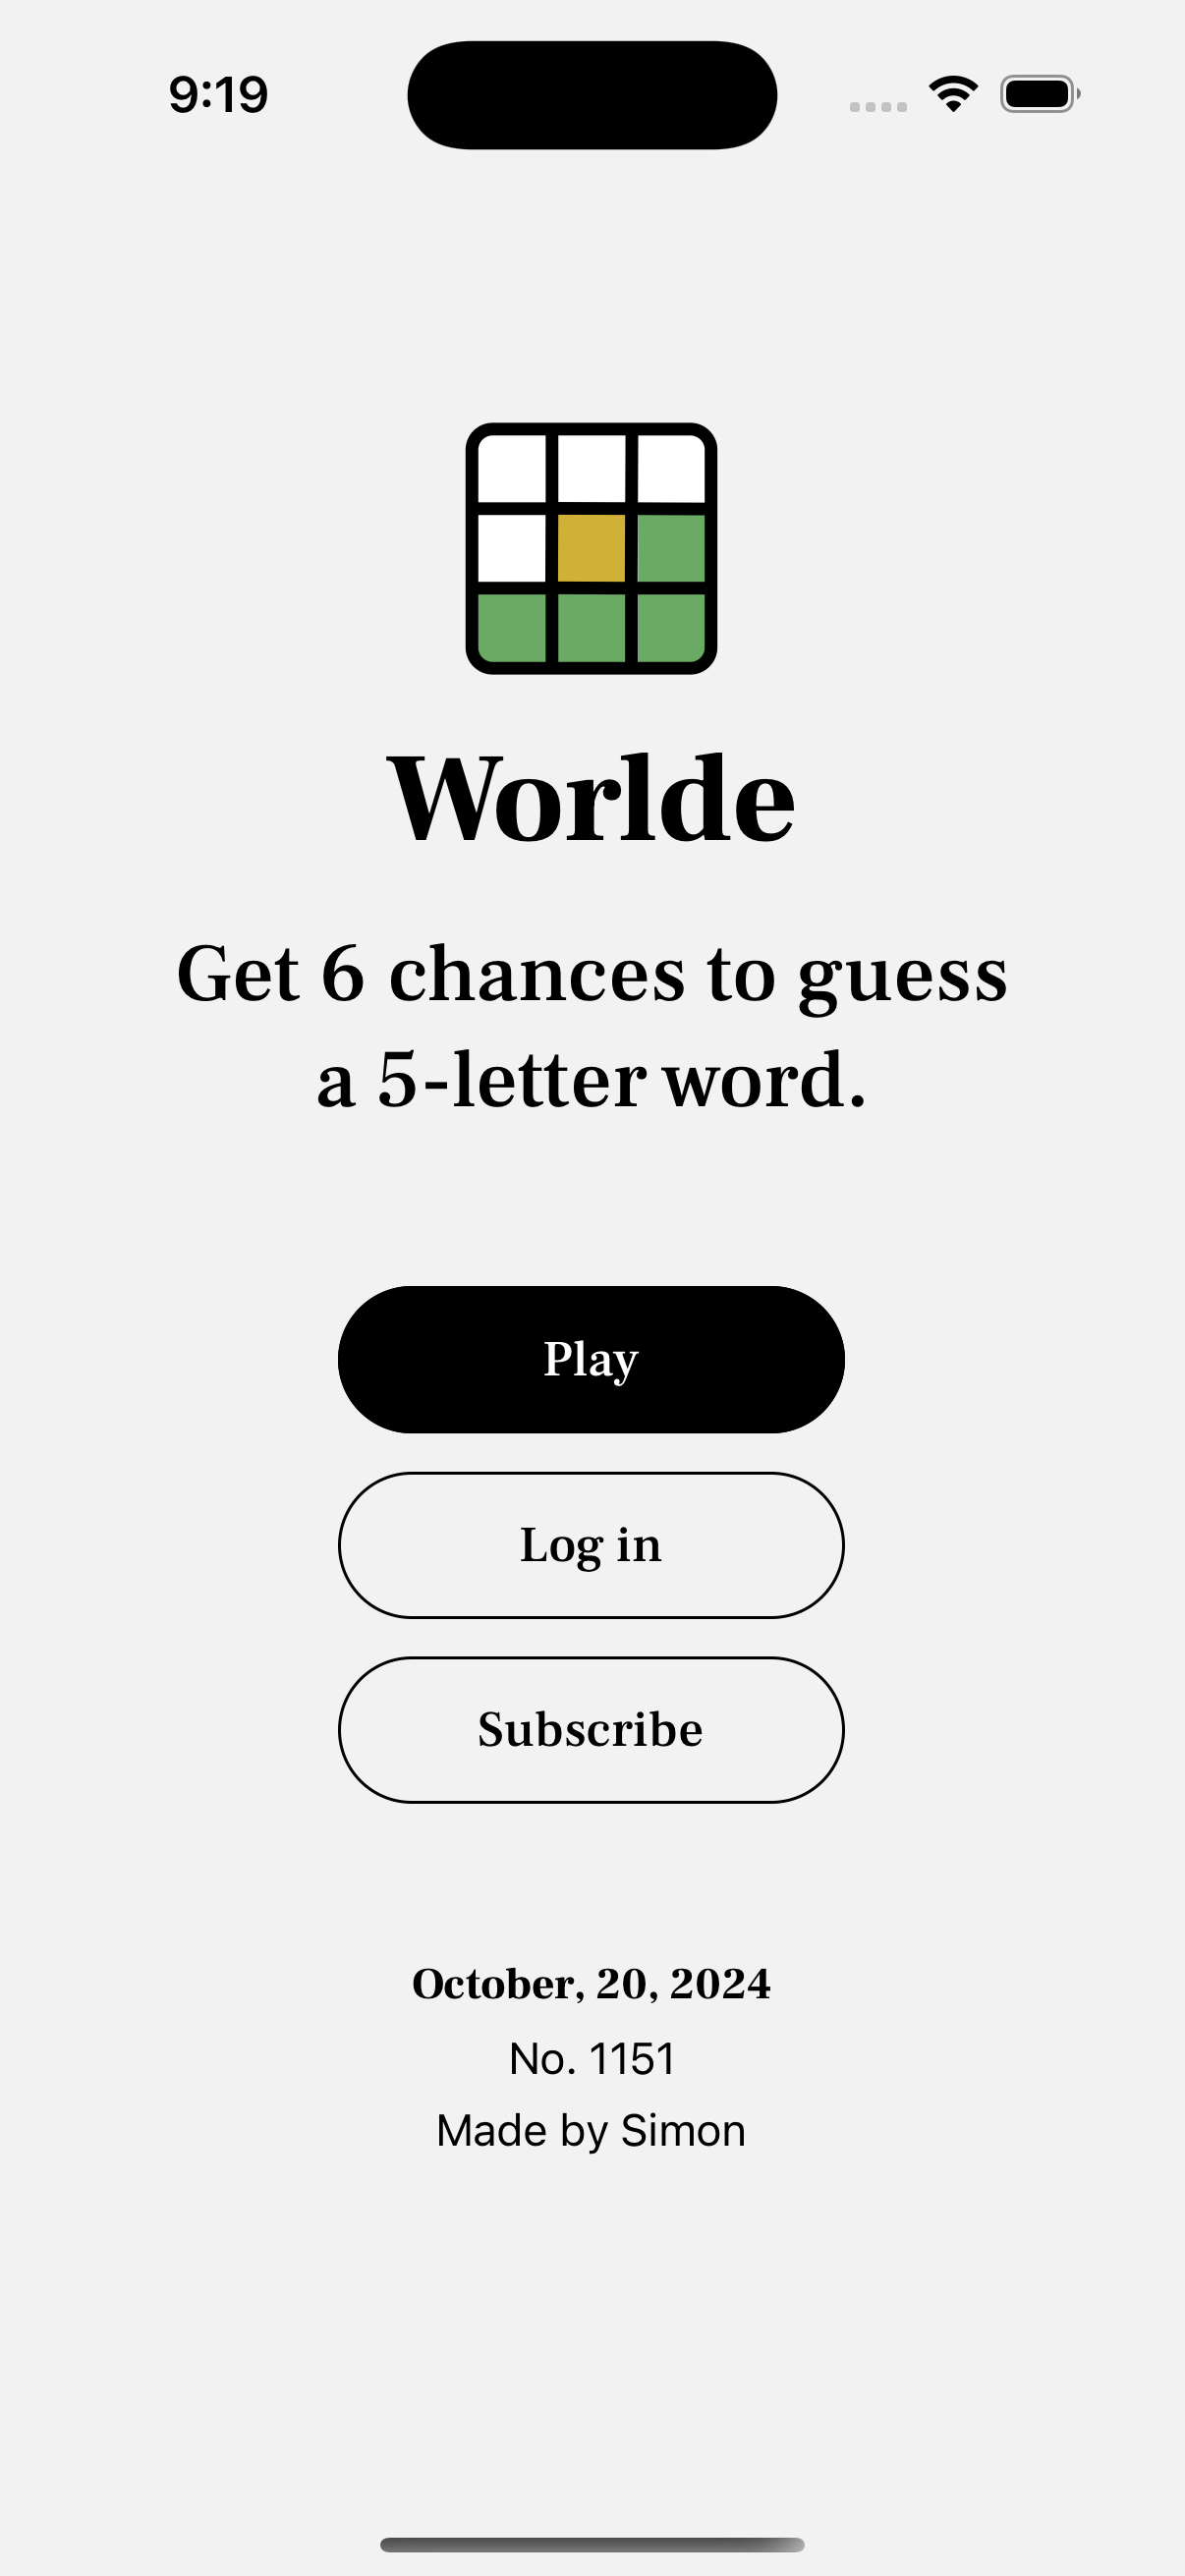 9:19
Worlde
Get 6 chances to guess
a 5-letter word.
Play
Log in
Subscribe
October, 20, 2024
No. 1151
Made by Simon